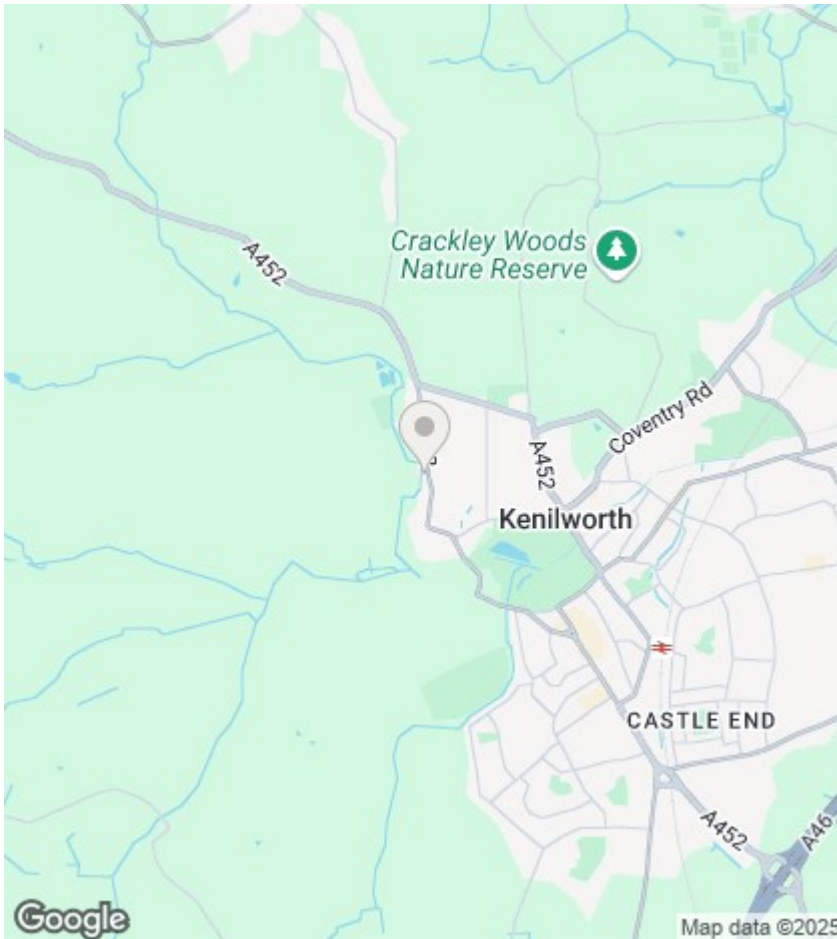 A452
Crackley Woods
Nature Reserve
Coventry Rd
A452
Kenilworth
CASTLE END
A452
A46
Google
Map data ©2025